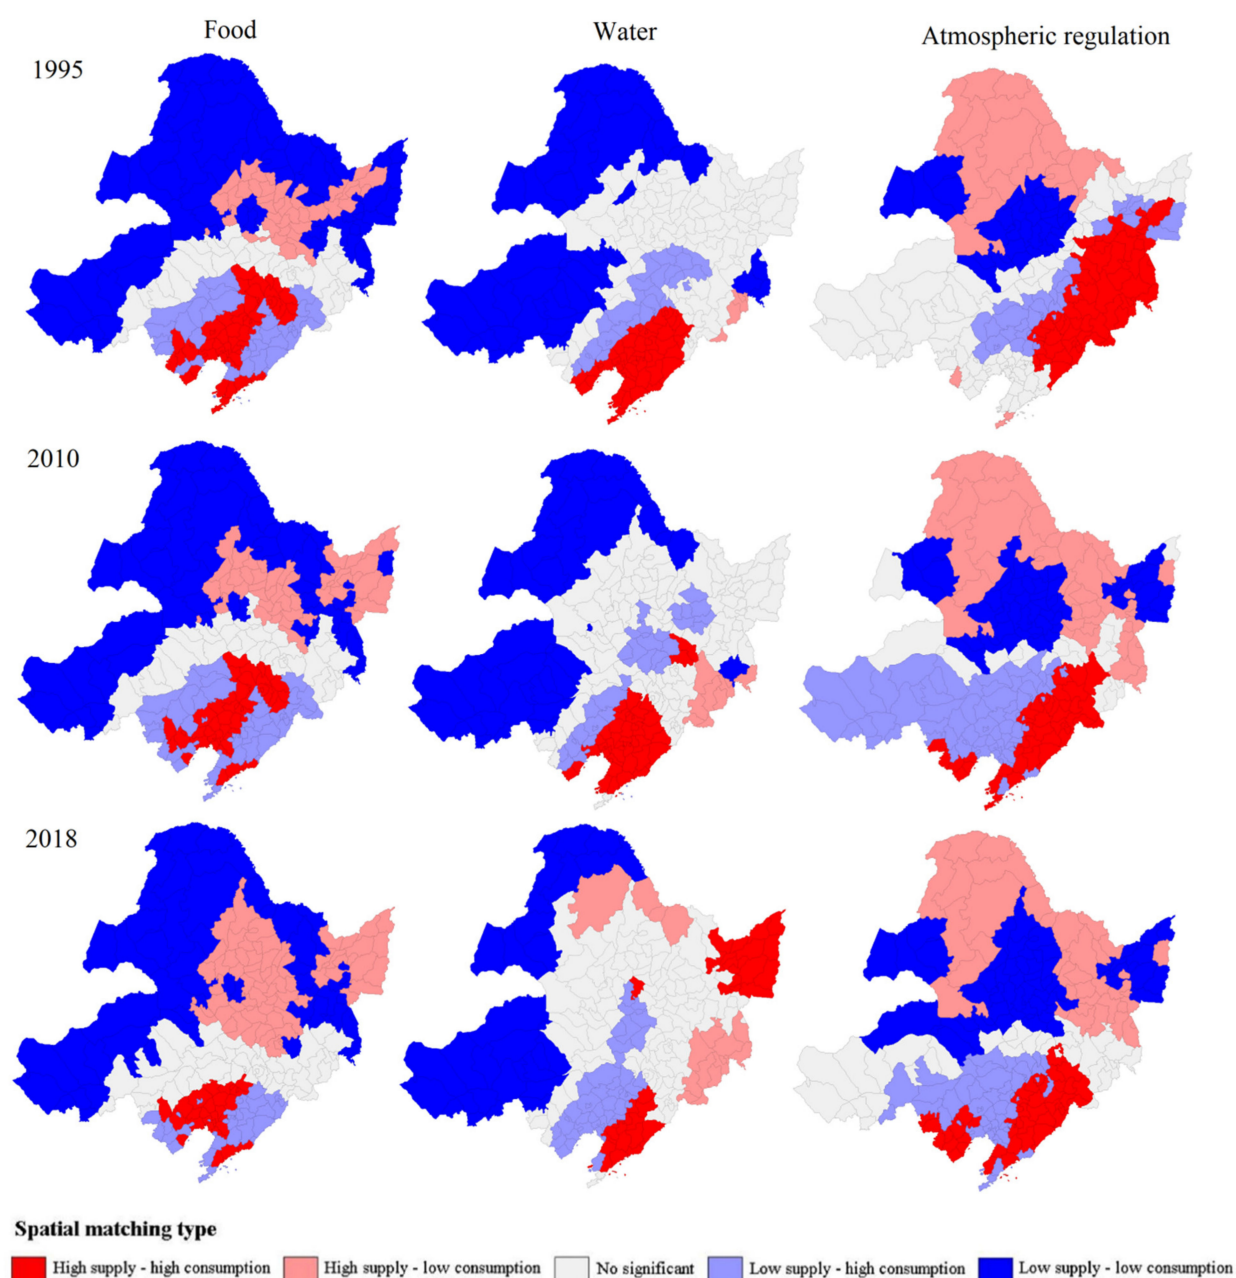 Food
Water
Atmospheric regulation
1995
2010
2018
Spatial matching type
High supply - high consumption
High supply - low consumption
No significant
Low supply - high consumption
Low supply - low consumption